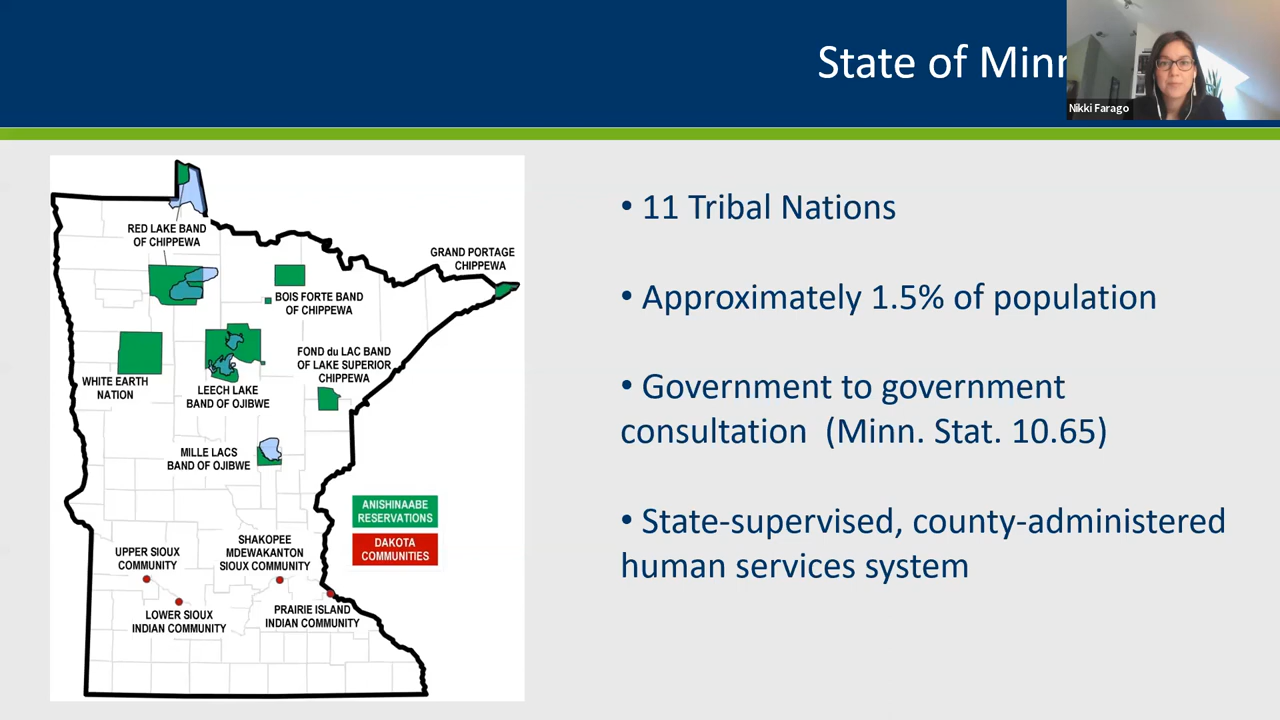 State of Minn
Nikki Farago
RED LAKE BAND
OF CHIPPEWA
GRAND PORTAGE
CHIPPEWA
BOIS FORTE BAND
OF CHIPPEWA
FOND du LAC BAND
OF LAKE SUPERIOR
CHIPPEWA
WHITE EARTH
NATION
LEECH LAKE
BAND OF OJIBWE
MILLE LACS
BAND OF OJIBWE
ANISHINAABE
RESERVATIONS
DAKOTA
COMMUNITIES
UPPER SIOUX
COMMUNITY
SHAKOPEE
MDEWAKANTON
SIOUX COMMUNITY
LOWER SIOUX
INDIAN COMMUNITY
PRAIRIE ISLAND
INDIAN COMMUNITY
• 11 Tribal Nations
• Approximately 1.5% of population
• Government to government
consultation (Minn. Stat. 10.65)
• State-supervised, county-administered
human services system